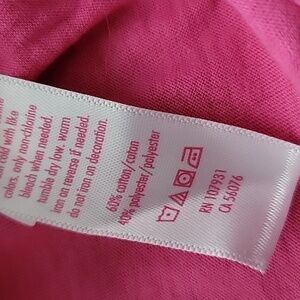 cold with like
colors. only non-chlorine
bleach when needed.
tumble dry low. warm
iron on reverse if needed.
do not iron on decoration.
60% cotton/coton
40% polyester/polyester
RN 107931
CA 56076